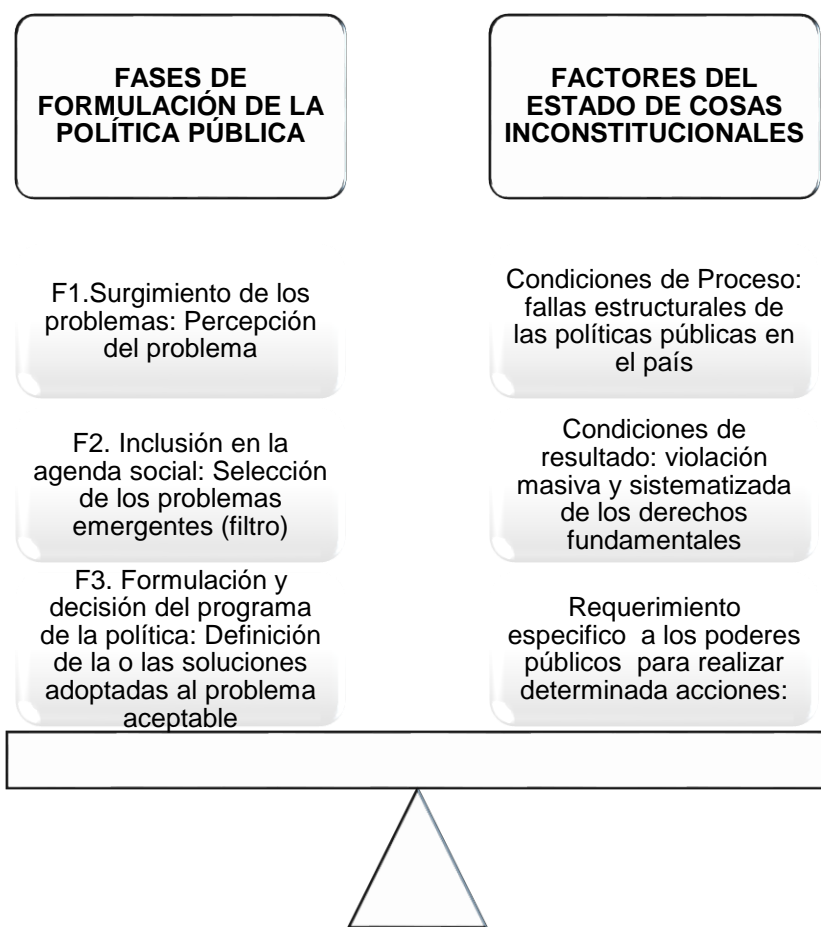 FASES DE
FORMULACIÓN DE LA
POLÍTICA PÚBLICA
FACTORES DEL
ESTADO DE COSAS
INCONSTITUCIONALES
F1.Surgimiento de los
problemas: Percepción
del problema
Condiciones de Proceso:
fallas estructurales de
las políticas públicas en
el país
F2. Inclusión en la
agenda social: Selección
de los problemas
emergentes (filtro)
Condiciones de
resultado: violación
masiva y sistematizada
de los derechos
fundamentales
F3. Formulación y
decisión del programa
de la política: Definición
de la o las soluciones
adoptadas al problema
aceptable
Requerimiento
especifico a los poderes
públicos para realizar
determinada acciones: